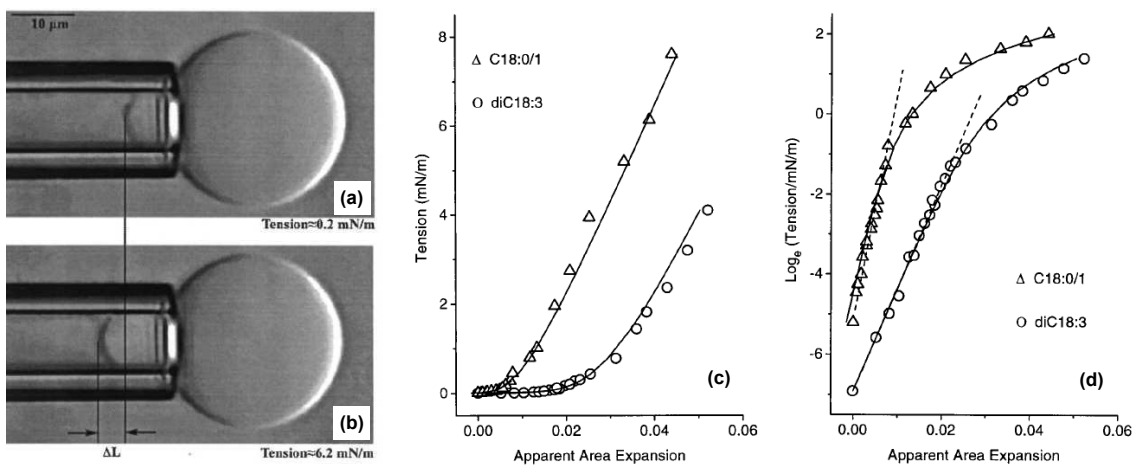 10 μm
(a)
Tension≈0.2 mN/m
(b)
ΔL
Tension≈6.2 mN/m
8
6
4
2
0
Tension (mN/m)
Δ C18:0/1
O diC18:3
(c)
0.00 0.02 0.04 0.06
Apparent Area Expansion
2
0
-2
-4
-6
Logₑ (Tension/mN/m)
Δ C18:0/1
O diC18:3
(d)
0.00 0.02 0.04 0.06
Apparent Area Expansion